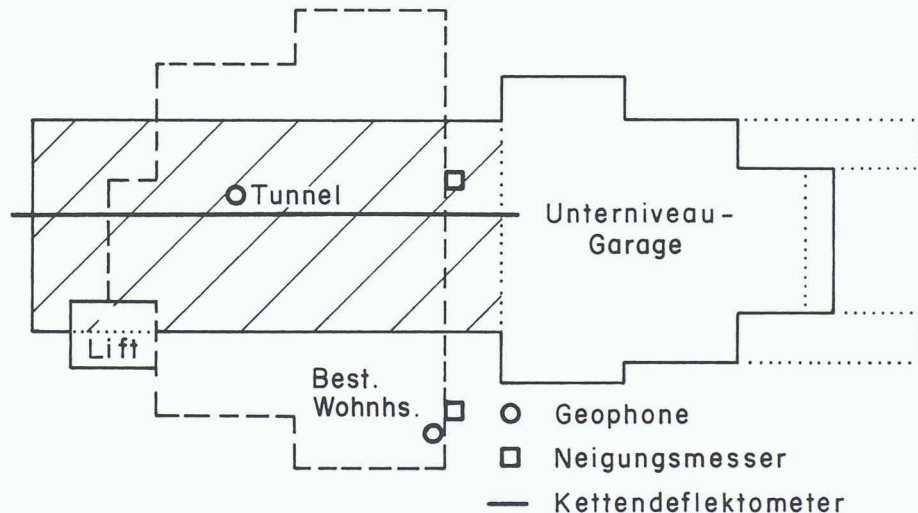 Tunnel
Unterniveau-
Garage
Lift
Best.
Wohnhs.
Geophone
Neigungsmesser
Kettendeflektometer